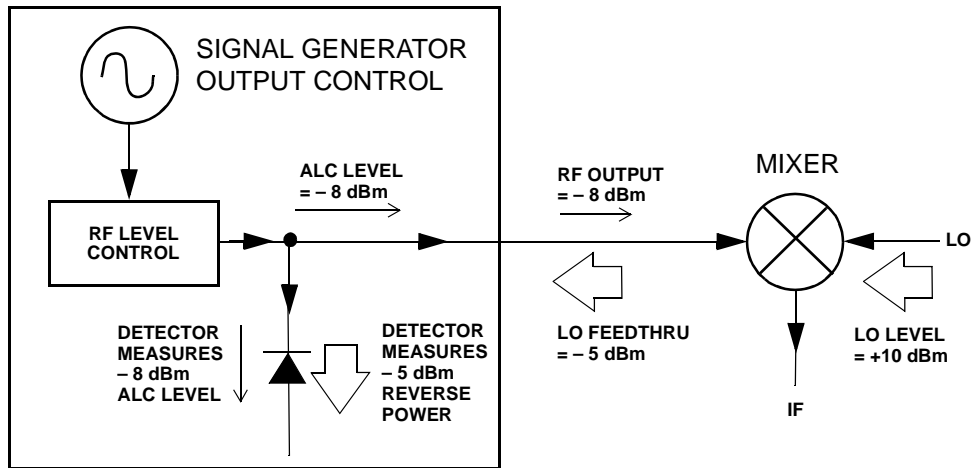 SIGNAL GENERATOR
OUTPUT CONTROL
ALC LEVEL
= – 8 dBm
RF OUTPUT
= – 8 dBm
MIXER
RF LEVEL
CONTROL
LO
DETECTOR
MEASURES
– 8 dBm
ALC LEVEL
DETECTOR
MEASURES
– 5 dBm
REVERSE
POWER
LO FEEDTHRU
= – 5 dBm
LO LEVEL
= +10 dBm
IF